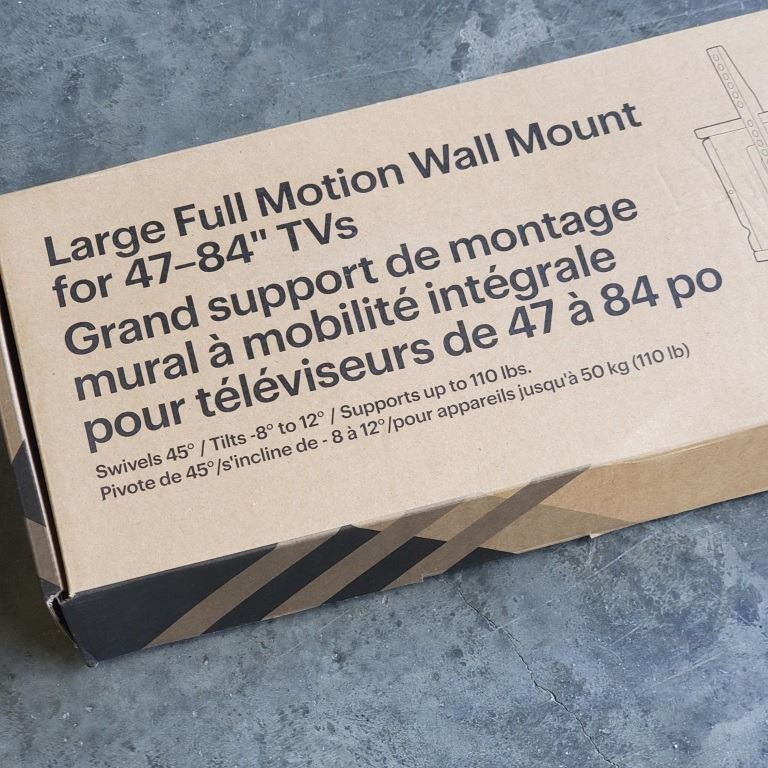 Large Full Motion Wall Mount
for 47–84" TVs
Grand support de montage
mural à mobilité intégrale
pour téléviseurs de 47 à 84 po
Swivels 45° / Tilts -8° to 12° / Supports up to 110 lbs.
Pivote de 45°/s'incline de - 8 à 12°/pour appareils jusqu'à 50 kg (110 lb)